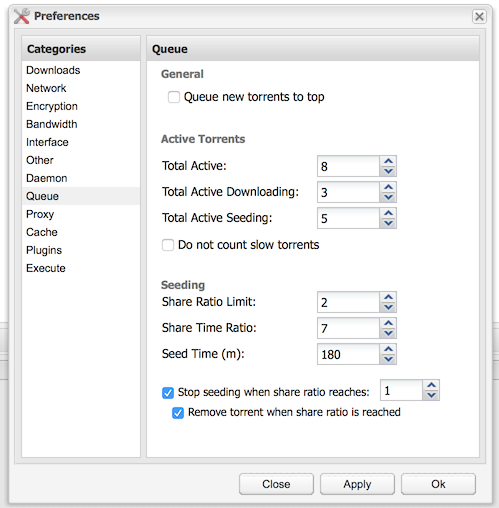 Preferences
Categories
Downloads
Network
Encryption
Bandwidth
Interface
Other
Daemon
Queue
Proxy
Cache
Plugins
Execute
Queue
General
Queue new torrents to top
Active Torrents
Total Active: 8
Total Active Downloading: 3
Total Active Seeding: 5
Do not count slow torrents
Seeding
Share Ratio Limit: 2
Share Time Ratio: 7
Seed Time (m): 180
Stop seeding when share ratio reaches: 1
Remove torrent when share ratio is reached
Close Apply Ok